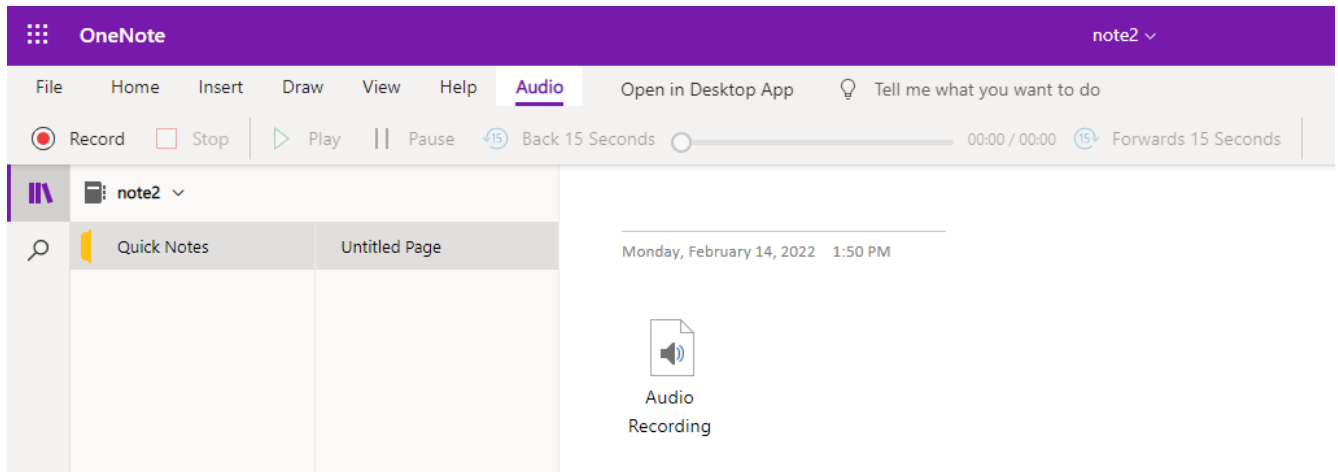 OneNote note2
File Home Insert Draw View Help Audio Open in Desktop App Tell me what you want to do
Record Stop Play Pause 15 Back 15 Seconds 00:00 / 00:00 15 Forwards 15 Seconds
note2
Quick Notes Untitled Page
Monday, February 14, 2022 1:50 PM
Audio
Recording